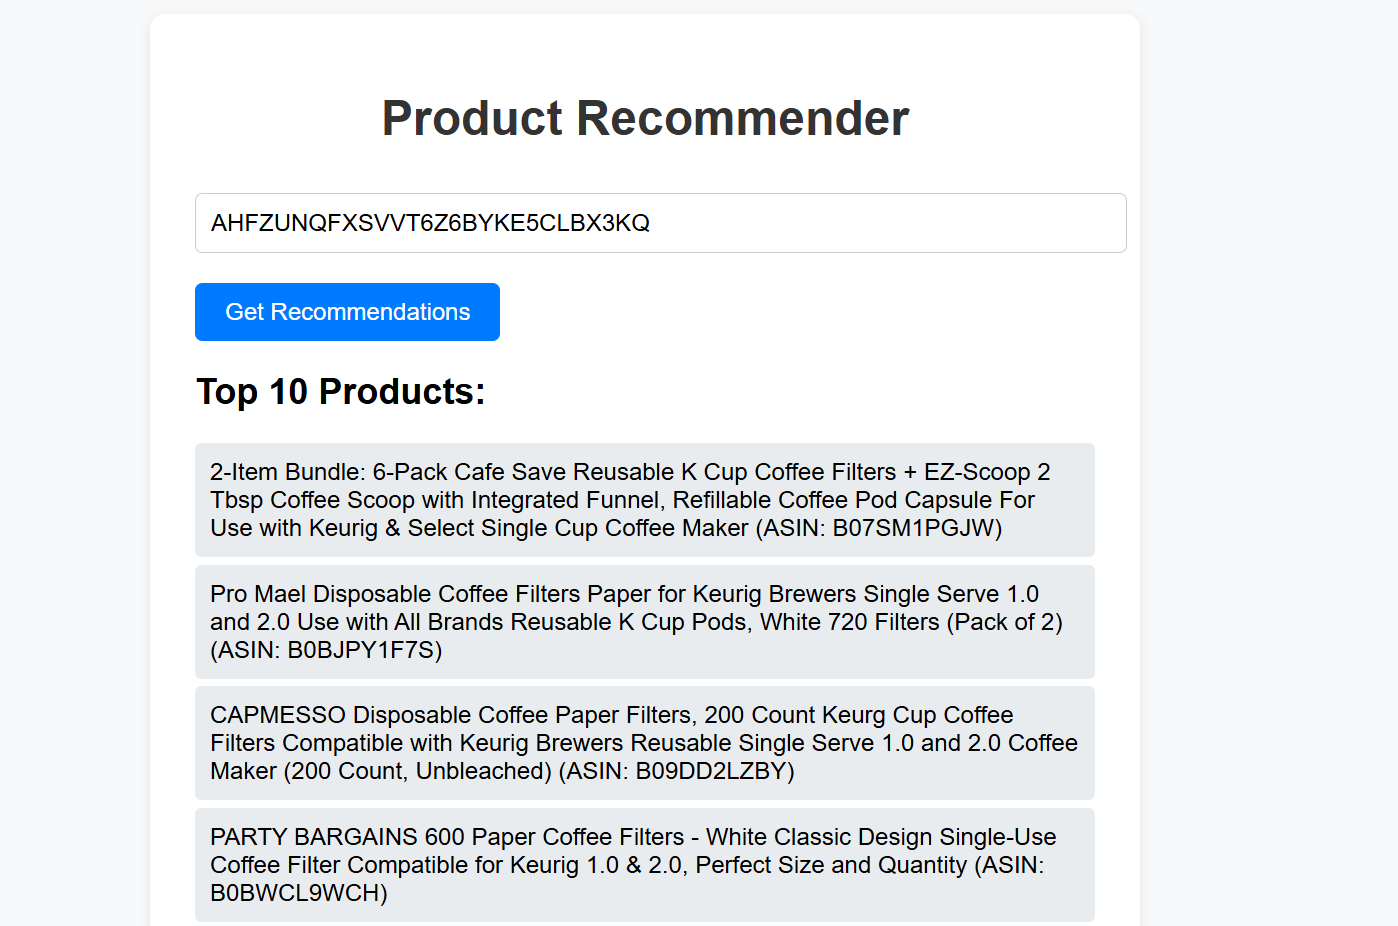 Product Recommender
AHFZUNQFXSVVT6Z6BYKE5CLBX3KQ
Get Recommendations
Top 10 Products:
2-Item Bundle: 6-Pack Cafe Save Reusable K Cup Coffee Filters + EZ-Scoop 2
Tbsp Coffee Scoop with Integrated Funnel, Refillable Coffee Pod Capsule For
Use with Keurig & Select Single Cup Coffee Maker (ASIN: B07SM1PGJW)
Pro Mael Disposable Coffee Filters Paper for Keurig Brewers Single Serve 1.0
and 2.0 Use with All Brands Reusable K Cup Pods, White 720 Filters (Pack of 2)
(ASIN: B0BJPY1F7S)
CAPMESSO Disposable Coffee Paper Filters, 200 Count Keurg Cup Coffee
Filters Compatible with Keurig Brewers Reusable Single Serve 1.0 and 2.0 Coffee
Maker (200 Count, Unbleached) (ASIN: B09DD2LZBY)
PARTY BARGAINS 600 Paper Coffee Filters - White Classic Design Single-Use
Coffee Filter Compatible for Keurig 1.0 & 2.0, Perfect Size and Quantity (ASIN:
B0BWCL9WCH)